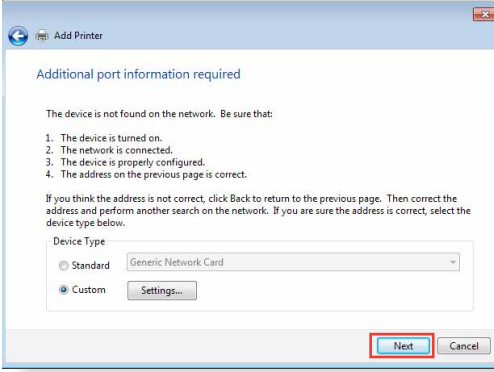 Add Printer
Additional port information required
The device is not found on the network. Be sure that:
1. The device is turned on.
2. The network is connected.
3. The device is properly configured.
4. The address on the previous page is correct.
If you think the address is not correct, click Back to return to the previous page. Then correct the
address and perform another search on the network. If you are sure the address is correct, select the
device type below.
Device Type
Standard Generic Network Card
Custom Settings...
Next Cancel